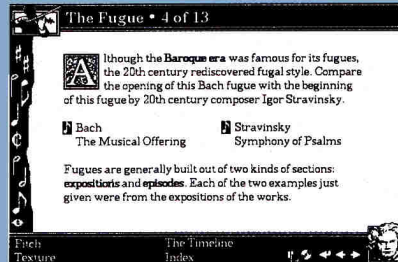 The Fugue • 4 of 13
Although the Baroque era was famous for its fugues,
the 20th century rediscovered fugal style. Compare
the opening of this Bach fugue with the beginning
of this fugue by 20th century composer Igor Stravinsky.
Bach
The Musical Offering
Stravinsky
Symphony of Psalms
Fugues are generally built out of two kinds of sections:
expositions and episodes. Each of the two examples just
given were from the expositions of the works.
Pitch
Texture
The Timeline
Index